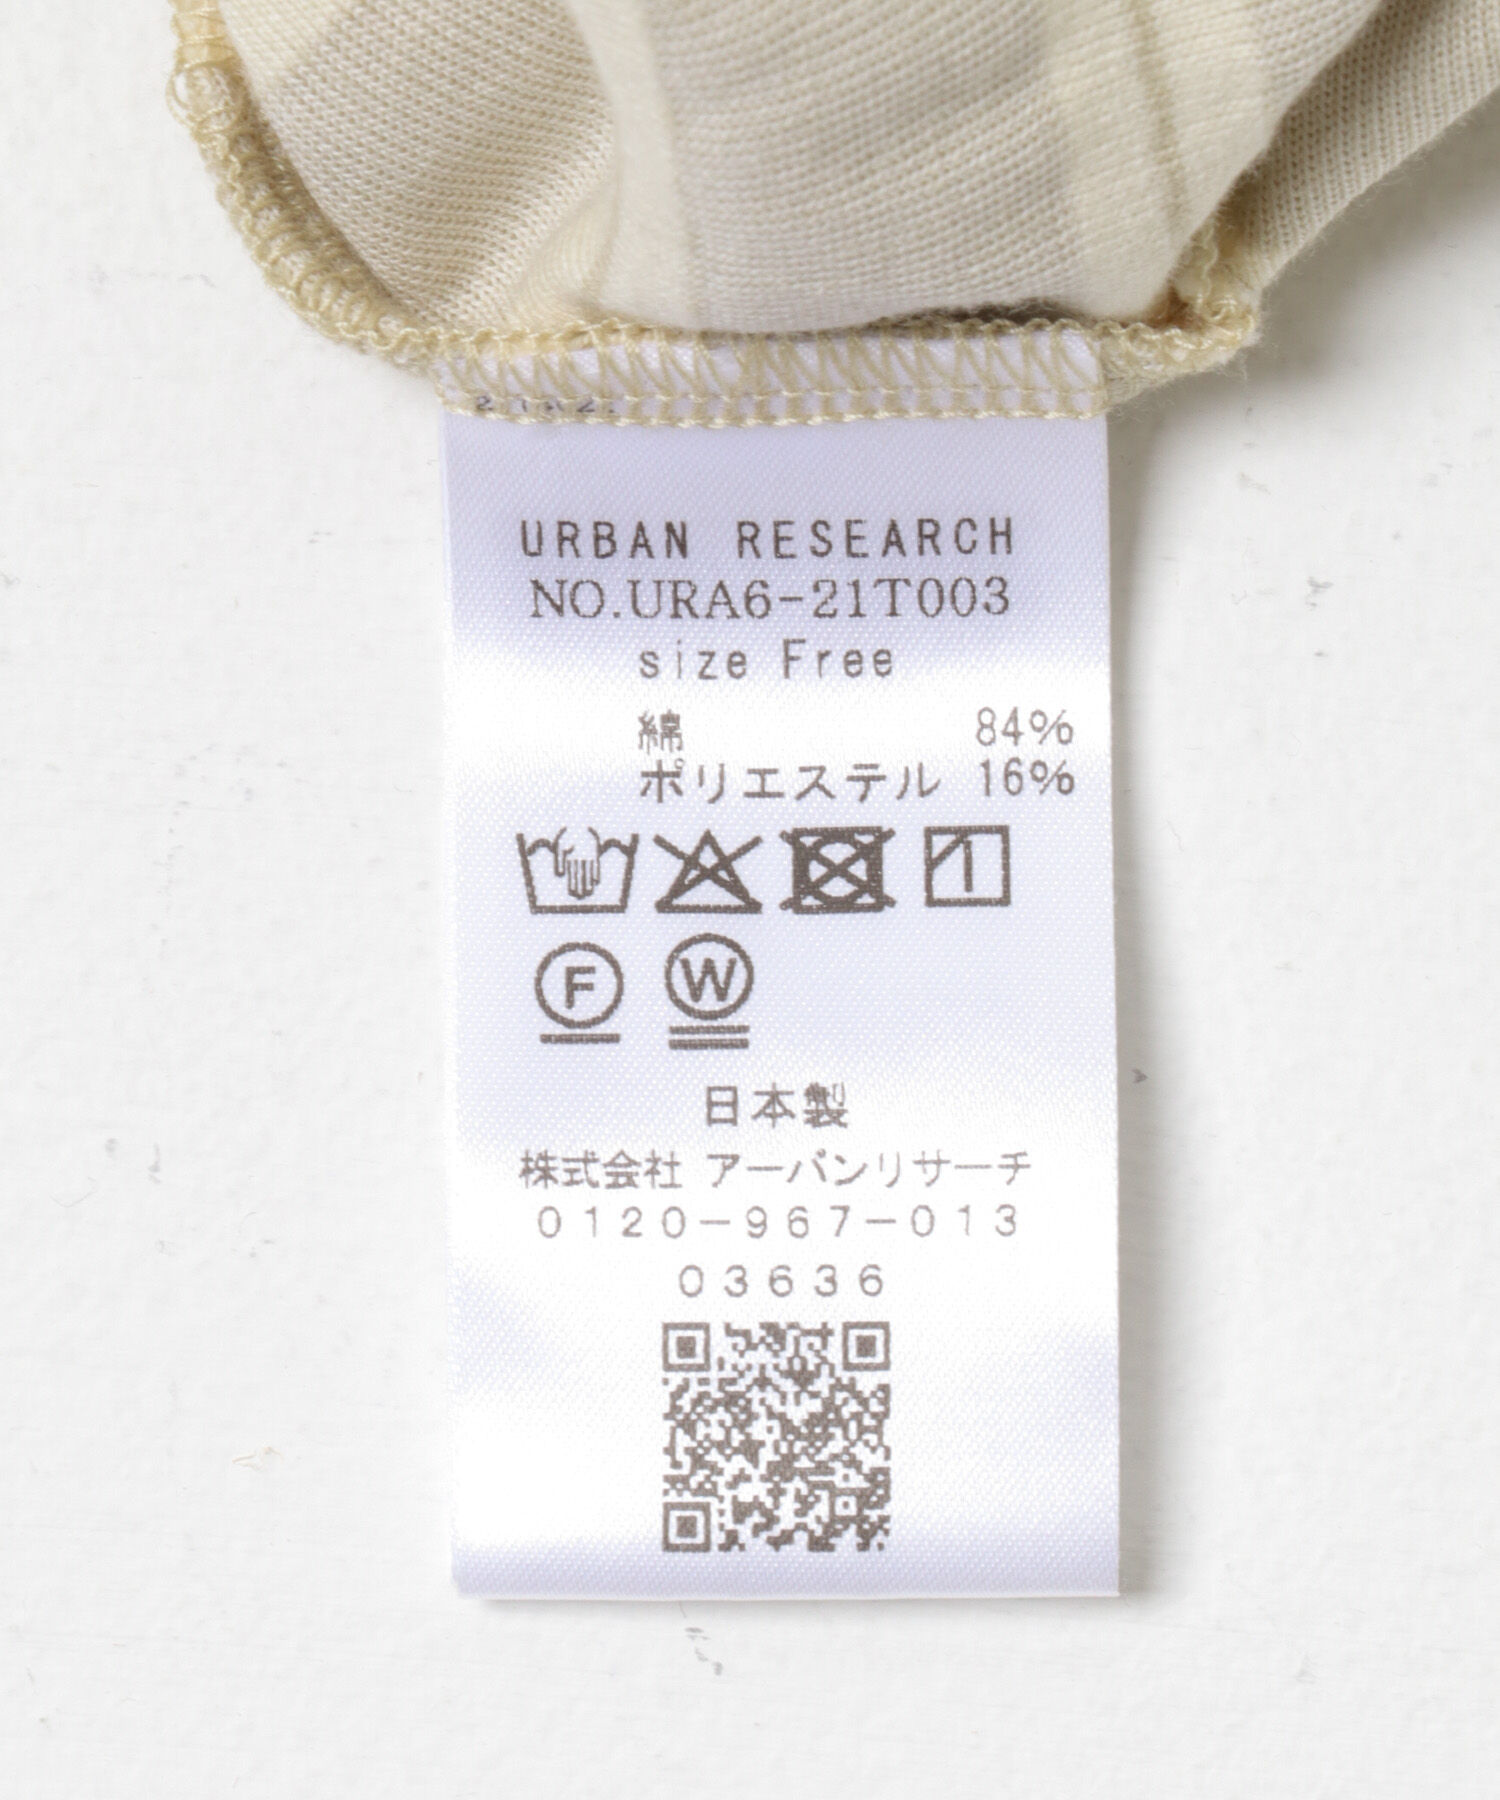 URBAN RESEARCH
NO.URA6-21T003
size Free
綿 84%
ポリエステル 16%
F W
日本製
株式会社 アーバンリサーチ
0120-967-013
03636